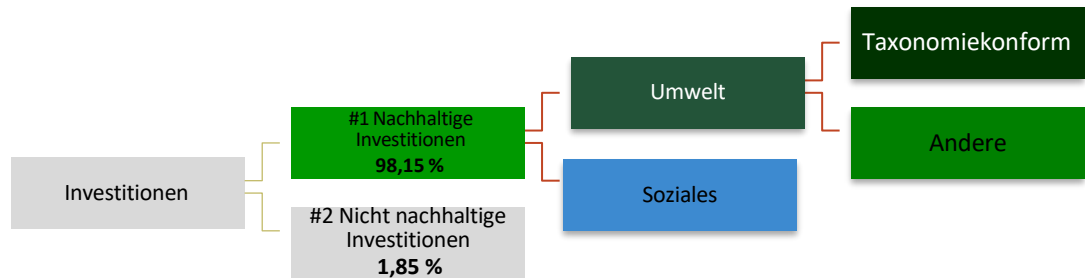 Investitionen
#1 Nachhaltige
Investitionen
98,15 %
#2 Nicht nachhaltige
Investitionen
1,85 %
Umwelt
Soziales
Taxonomiekonform
Andere